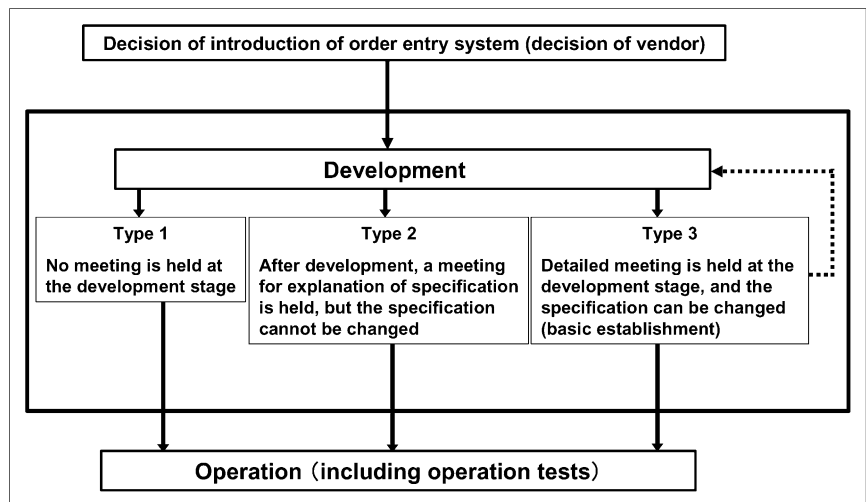 Decision of introduction of order entry system (decision of vendor)
Development
Type 1
No meeting is held at
the development stage
Type 2
After development, a meeting
for explanation of specification
is held, but the specification
cannot be changed
Type 3
Detailed meeting is held at the
development stage, and the
specification can be changed
(basic establishment)
Operation（including operation tests）